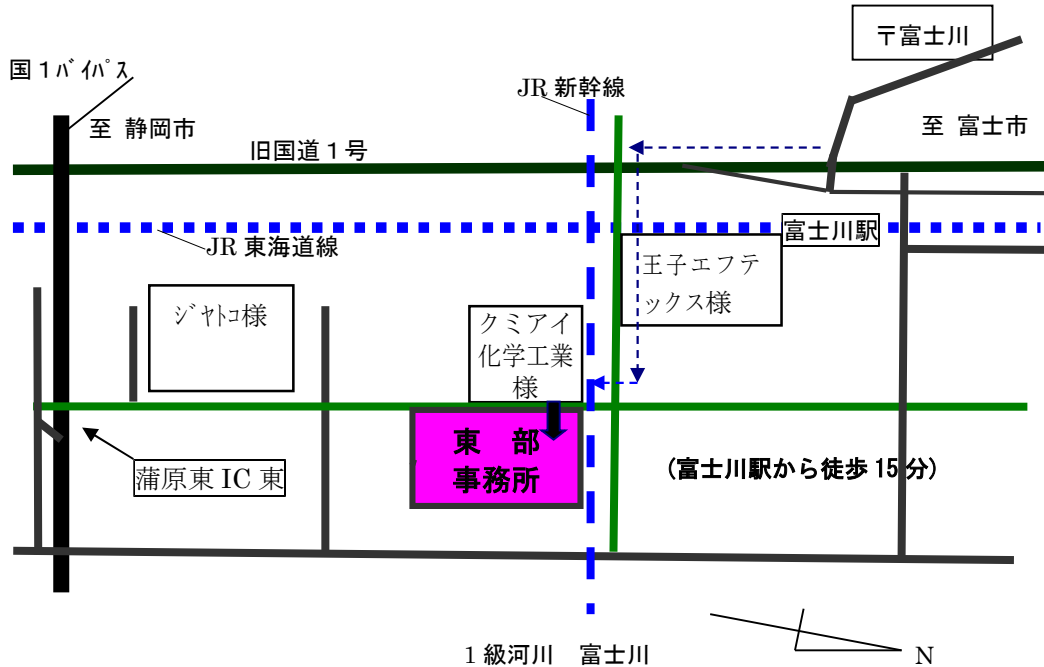 〒富士川
国１ﾊﾞｲﾊﾟｽ
JR 新幹線
至 静岡市
至 富士市
旧国道１号
富士川駅
JR 東海道線
王子エフテ
ックス様
ジヤトコ様
クミアイ
化学工業
様
東 部
事務所
(富士川駅から徒歩 15 分)
蒲原東 IC 東
N
1 級河川 富士川